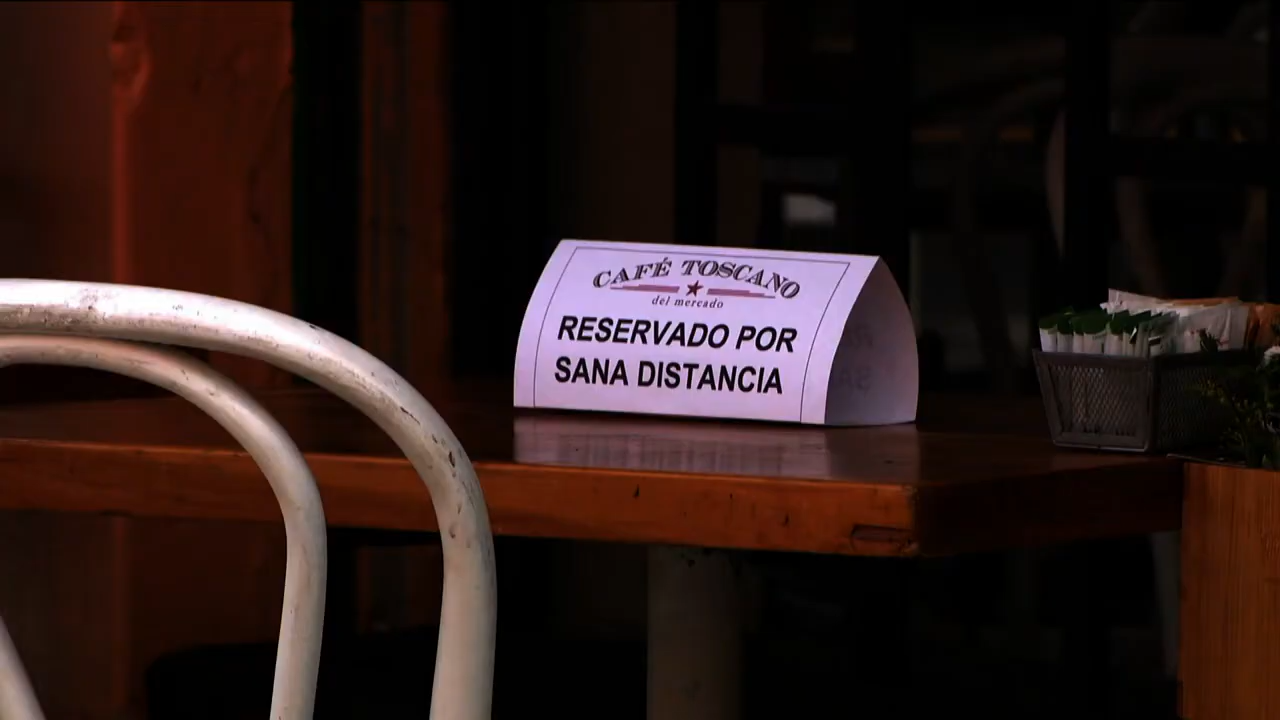 CAFÉ TOSCANO
del mercado
RESERVADO POR
SANA DISTANCIA